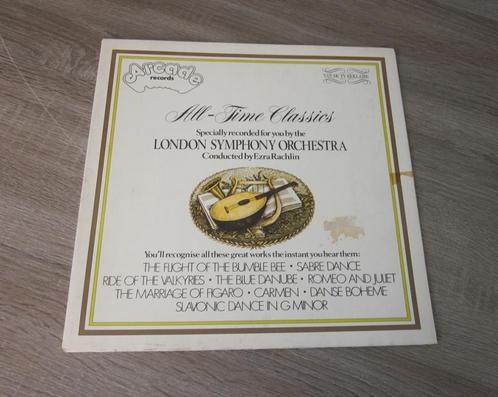 Arcade
records
All-Time Classics
Specially recorded for you by the
LONDON SYMPHONY ORCHESTRA
Conducted by Ezra Rachlin
You'll recognise all these great works the instant you hear them:
THE FLIGHT OF THE BUMBLE BEE • SABRE DANCE
RIDE OF THE VALKYRIES • THE BLUE DANUBE • ROMEO AND JULIET
THE MARRIAGE OF FIGARO • CARMEN • DANSE BOHEME
SLAVONIC DANCE IN G MINOR